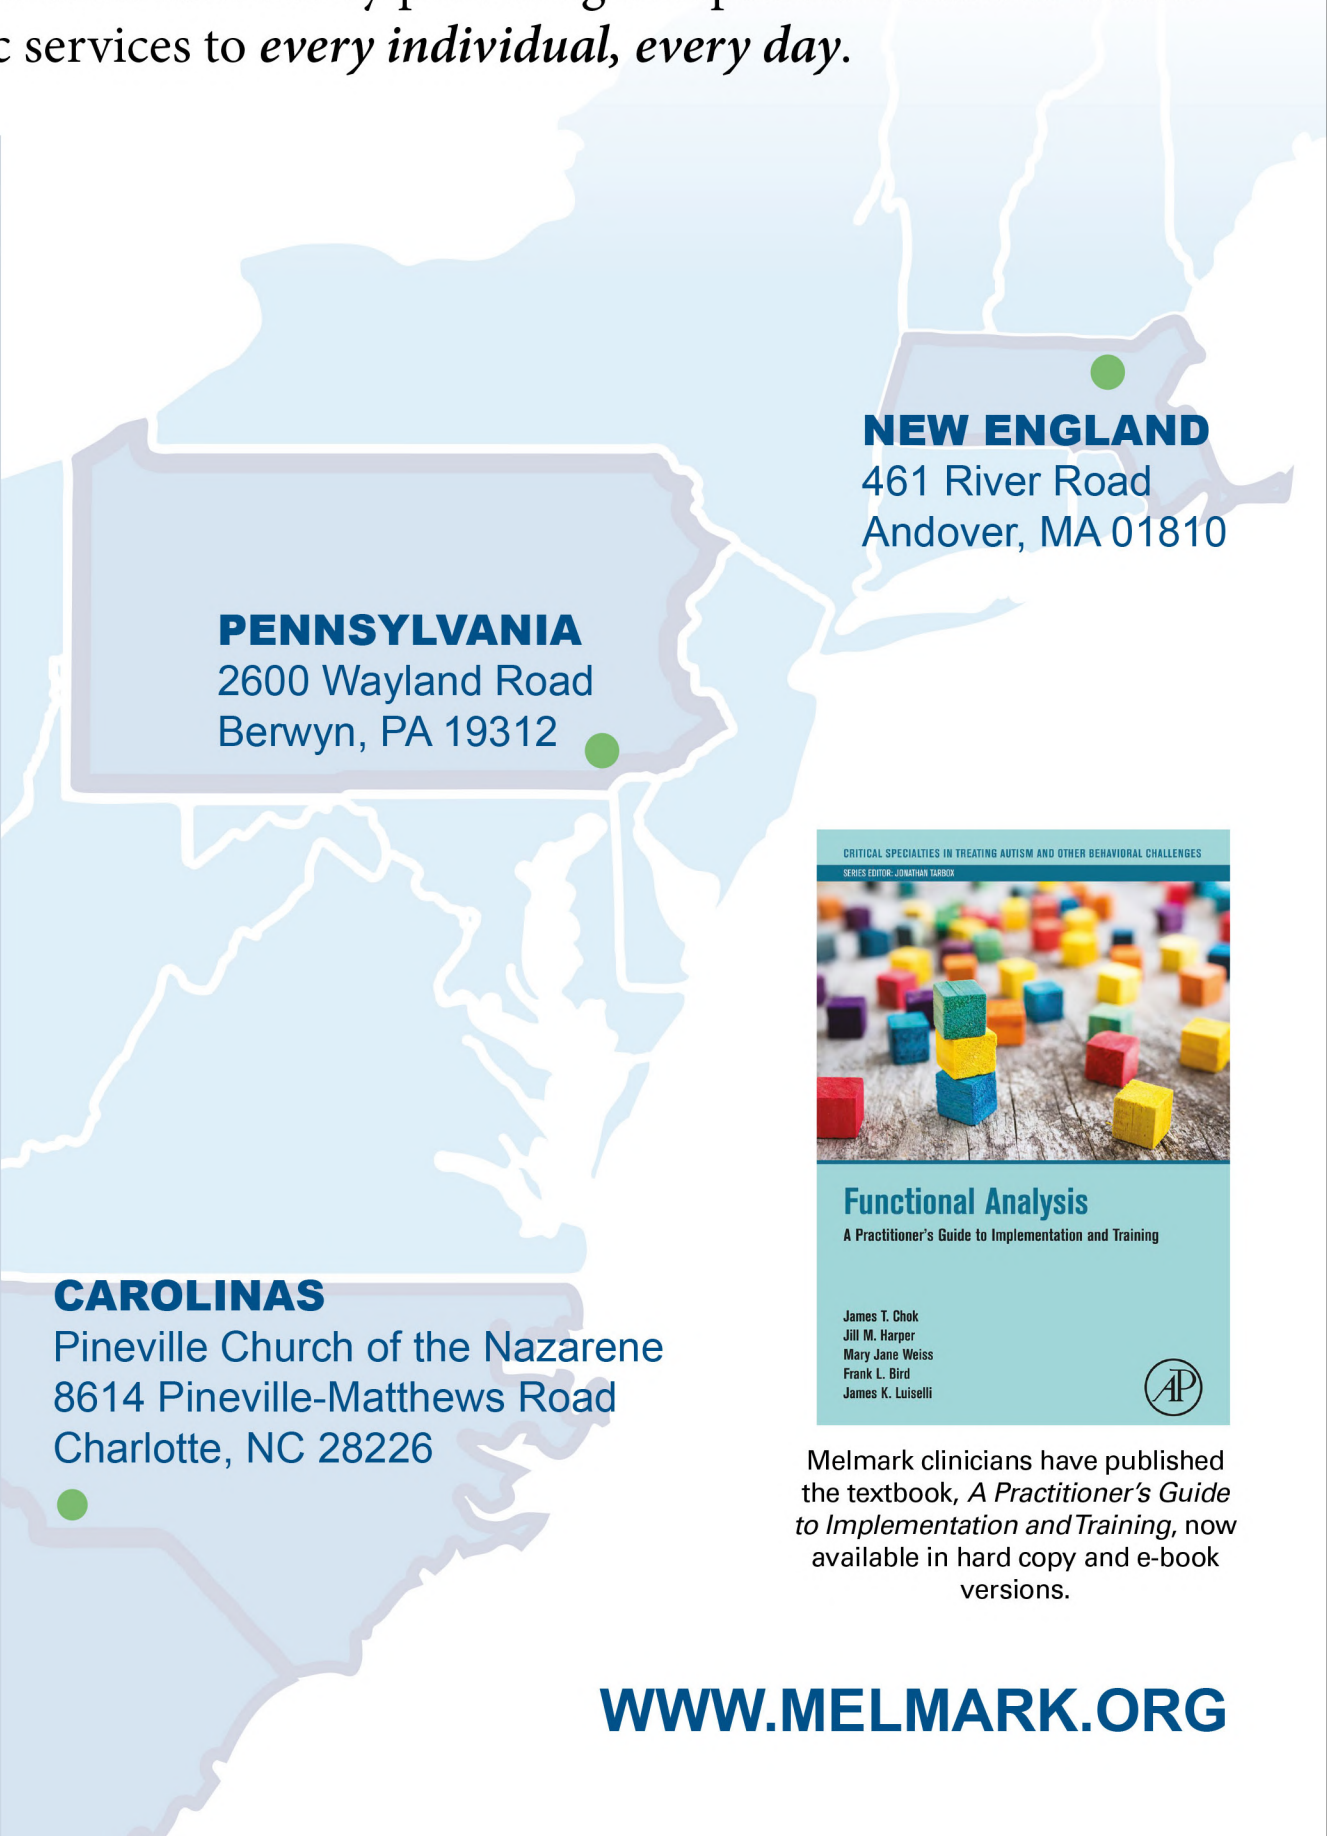 c services to every individual, every day.
NEW ENGLAND
461 River Road
Andover, MA 01810
PENNSYLVANIA
2600 Wayland Road
Berwyn, PA 19312
CRITICAL SPECIALTIES IN TREATING AUTISM AND OTHER BEHAVIORAL CHALLENGES
SERIES EDITOR: JONATHAN TARBOX
Functional Analysis
A Practitioner's Guide to Implementation and Training
James T. Chok
Jill M. Harper
Mary Jane Weiss
Frank L. Bird
James K. Luiselli
AP
CAROLINAS
Pineville Church of the Nazarene
8614 Pineville-Matthews Road
Charlotte, NC 28226
Melmark clinicians have published
the textbook, A Practitioner's Guide
to Implementation and Training, now
available in hard copy and e-book
versions.
WWW.MELMARK.ORG